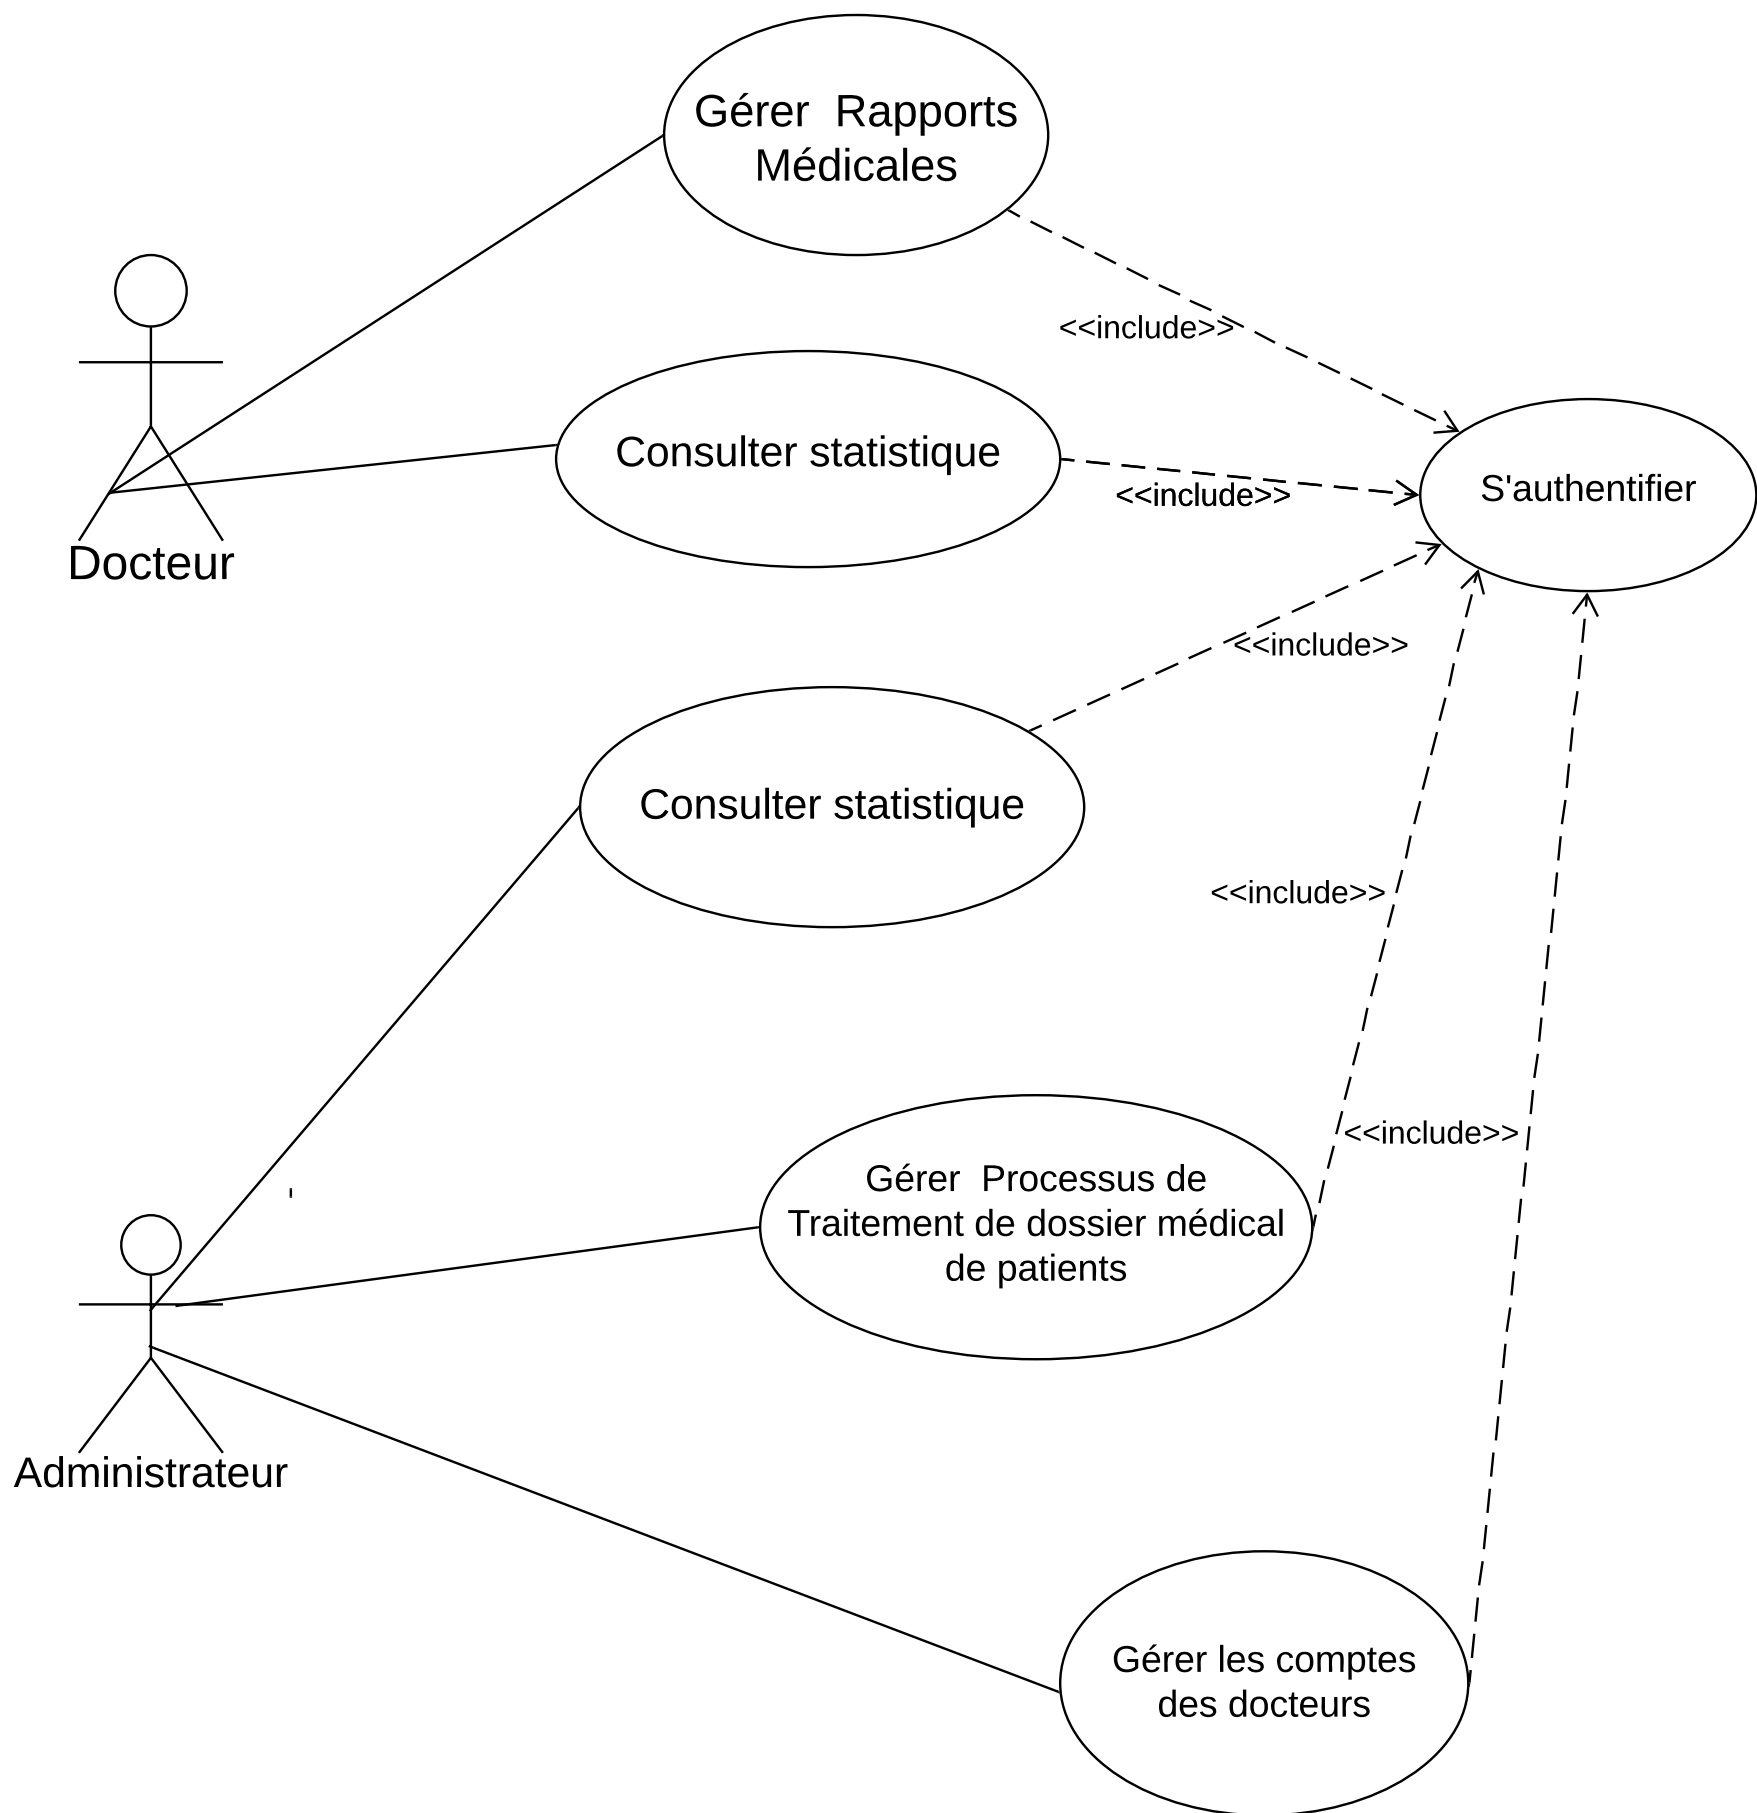 Gérer  Rapports
Médicales
<<include>>
Consulter statistique
<<include>>
S'authentifier
Docteur
<<include>>
Consulter statistique
<<include>>
<<include>>
Gérer  Processus de
Traitement de dossier médical
de patients
Administrateur
Gérer les comptes
des docteurs